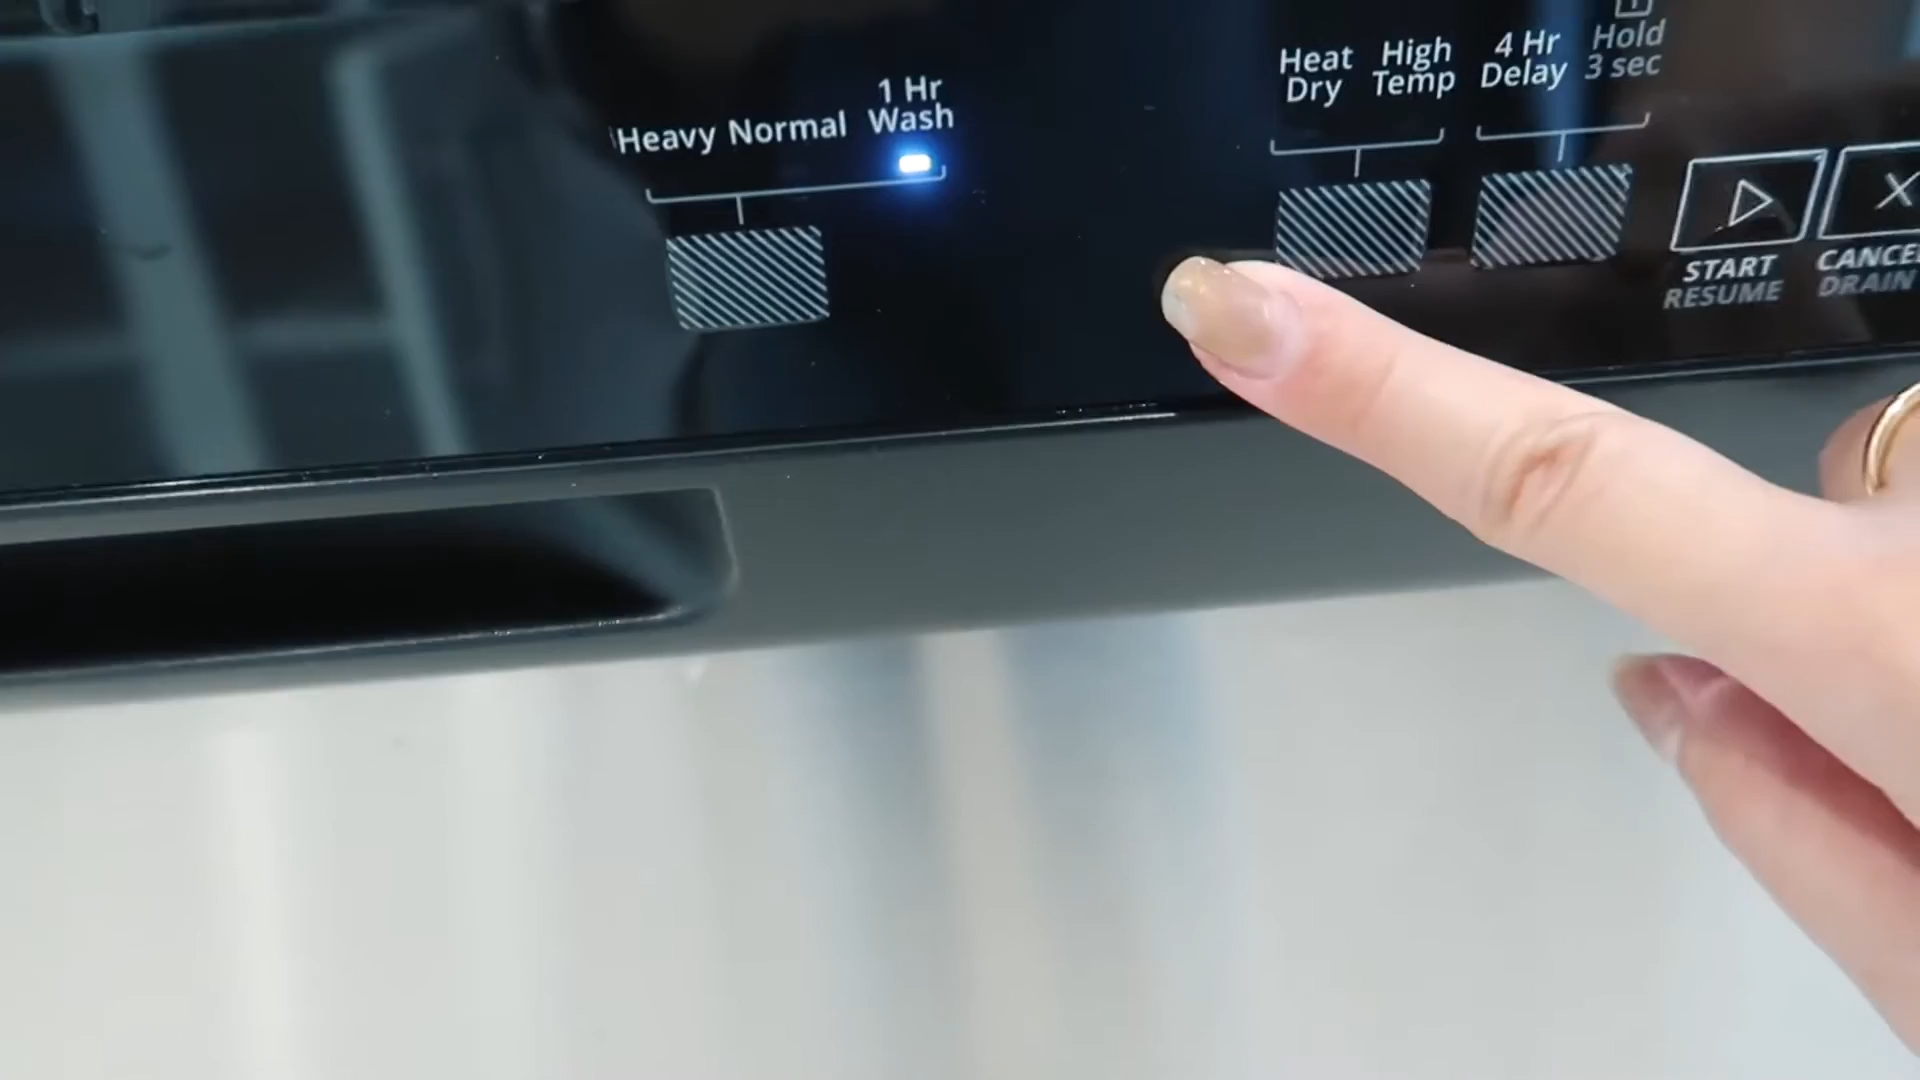 Heavy Normal
1 Hr
Wash
Heat
Dry
High
Temp
4 Hr
Delay
Hold
3 sec
START
RESUME
DRAIN